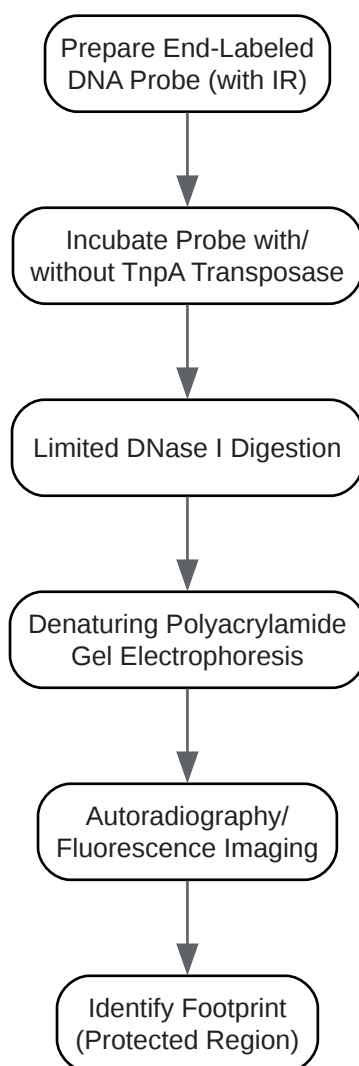 Prepare End-Labeled
DNA Probe (with IR)
Incubate Probe with/
without TnpA Transposase
Limited DNase I Digestion
Denaturing Polyacrylamide
Gel Electrophoresis
Autoradiography/
Fluorescence Imaging
Identify Footprint
(Protected Region)